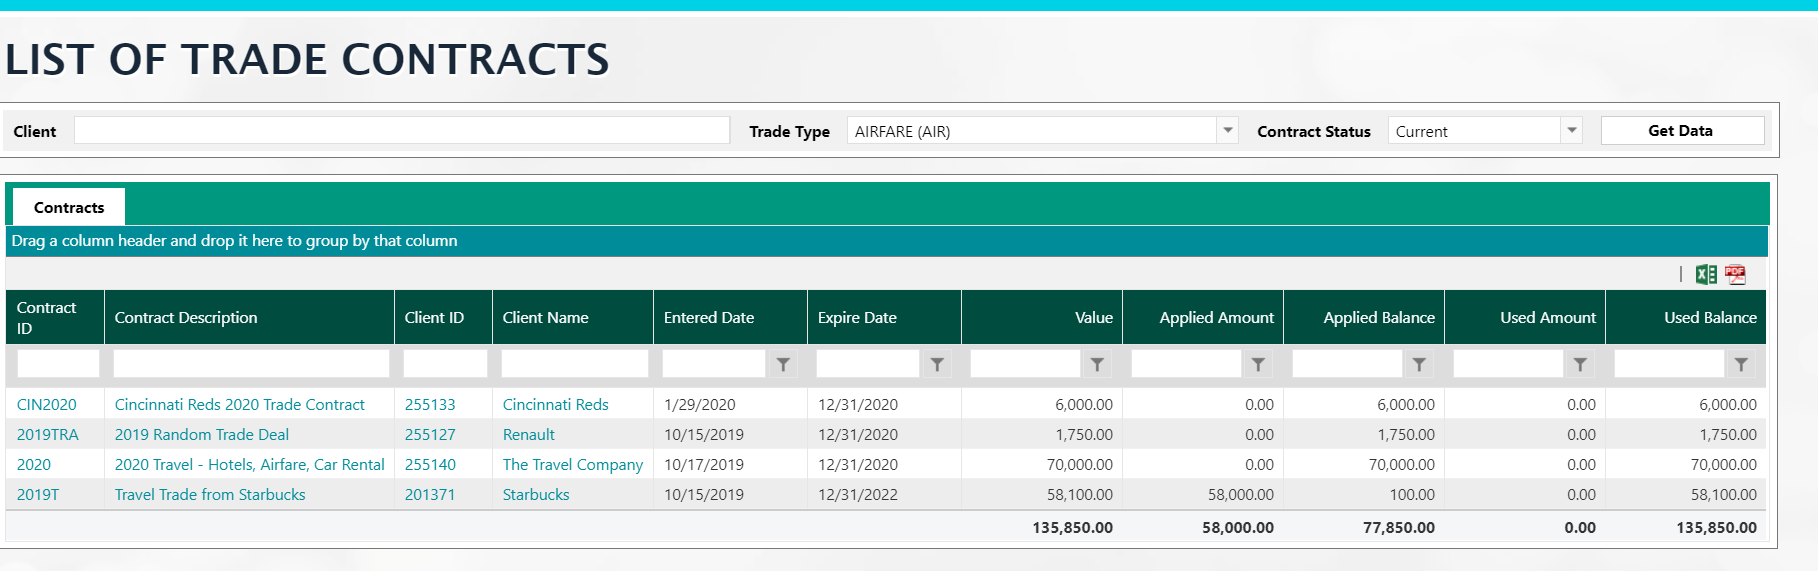 LIST OF TRADE CONTRACTS
Client Trade Type AIRFARE (AIR) Contract Status Current Get Data
Contracts
Drag a column header and drop it here to group by that column
PDF
Contract ID Contract Description Client ID Client Name Entered Date Expire Date Value Applied Amount Applied Balance Used Amount Used Balance
CIN2020 Cincinnati Reds 2020 Trade Contract 255133 Cincinnati Reds 1/29/2020 12/31/2020 6,000.00 0.00 6,000.00 0.00 6,000.00
2019TRA 2019 Random Trade Deal 255127 Renault 10/15/2019 12/31/2020 1,750.00 0.00 1,750.00 0.00 1,750.00
2020 2020 Travel - Hotels, Airfare, Car Rental 255140 The Travel Company 10/17/2019 12/31/2020 70,000.00 0.00 70,000.00 0.00 70,000.00
2019T Travel Trade from Starbucks 201371 Starbucks 10/15/2019 12/31/2022 58,100.00 58,000.00 100.00 0.00 58,100.00
135,850.00 58,000.00 77,850.00 0.00 135,850.00